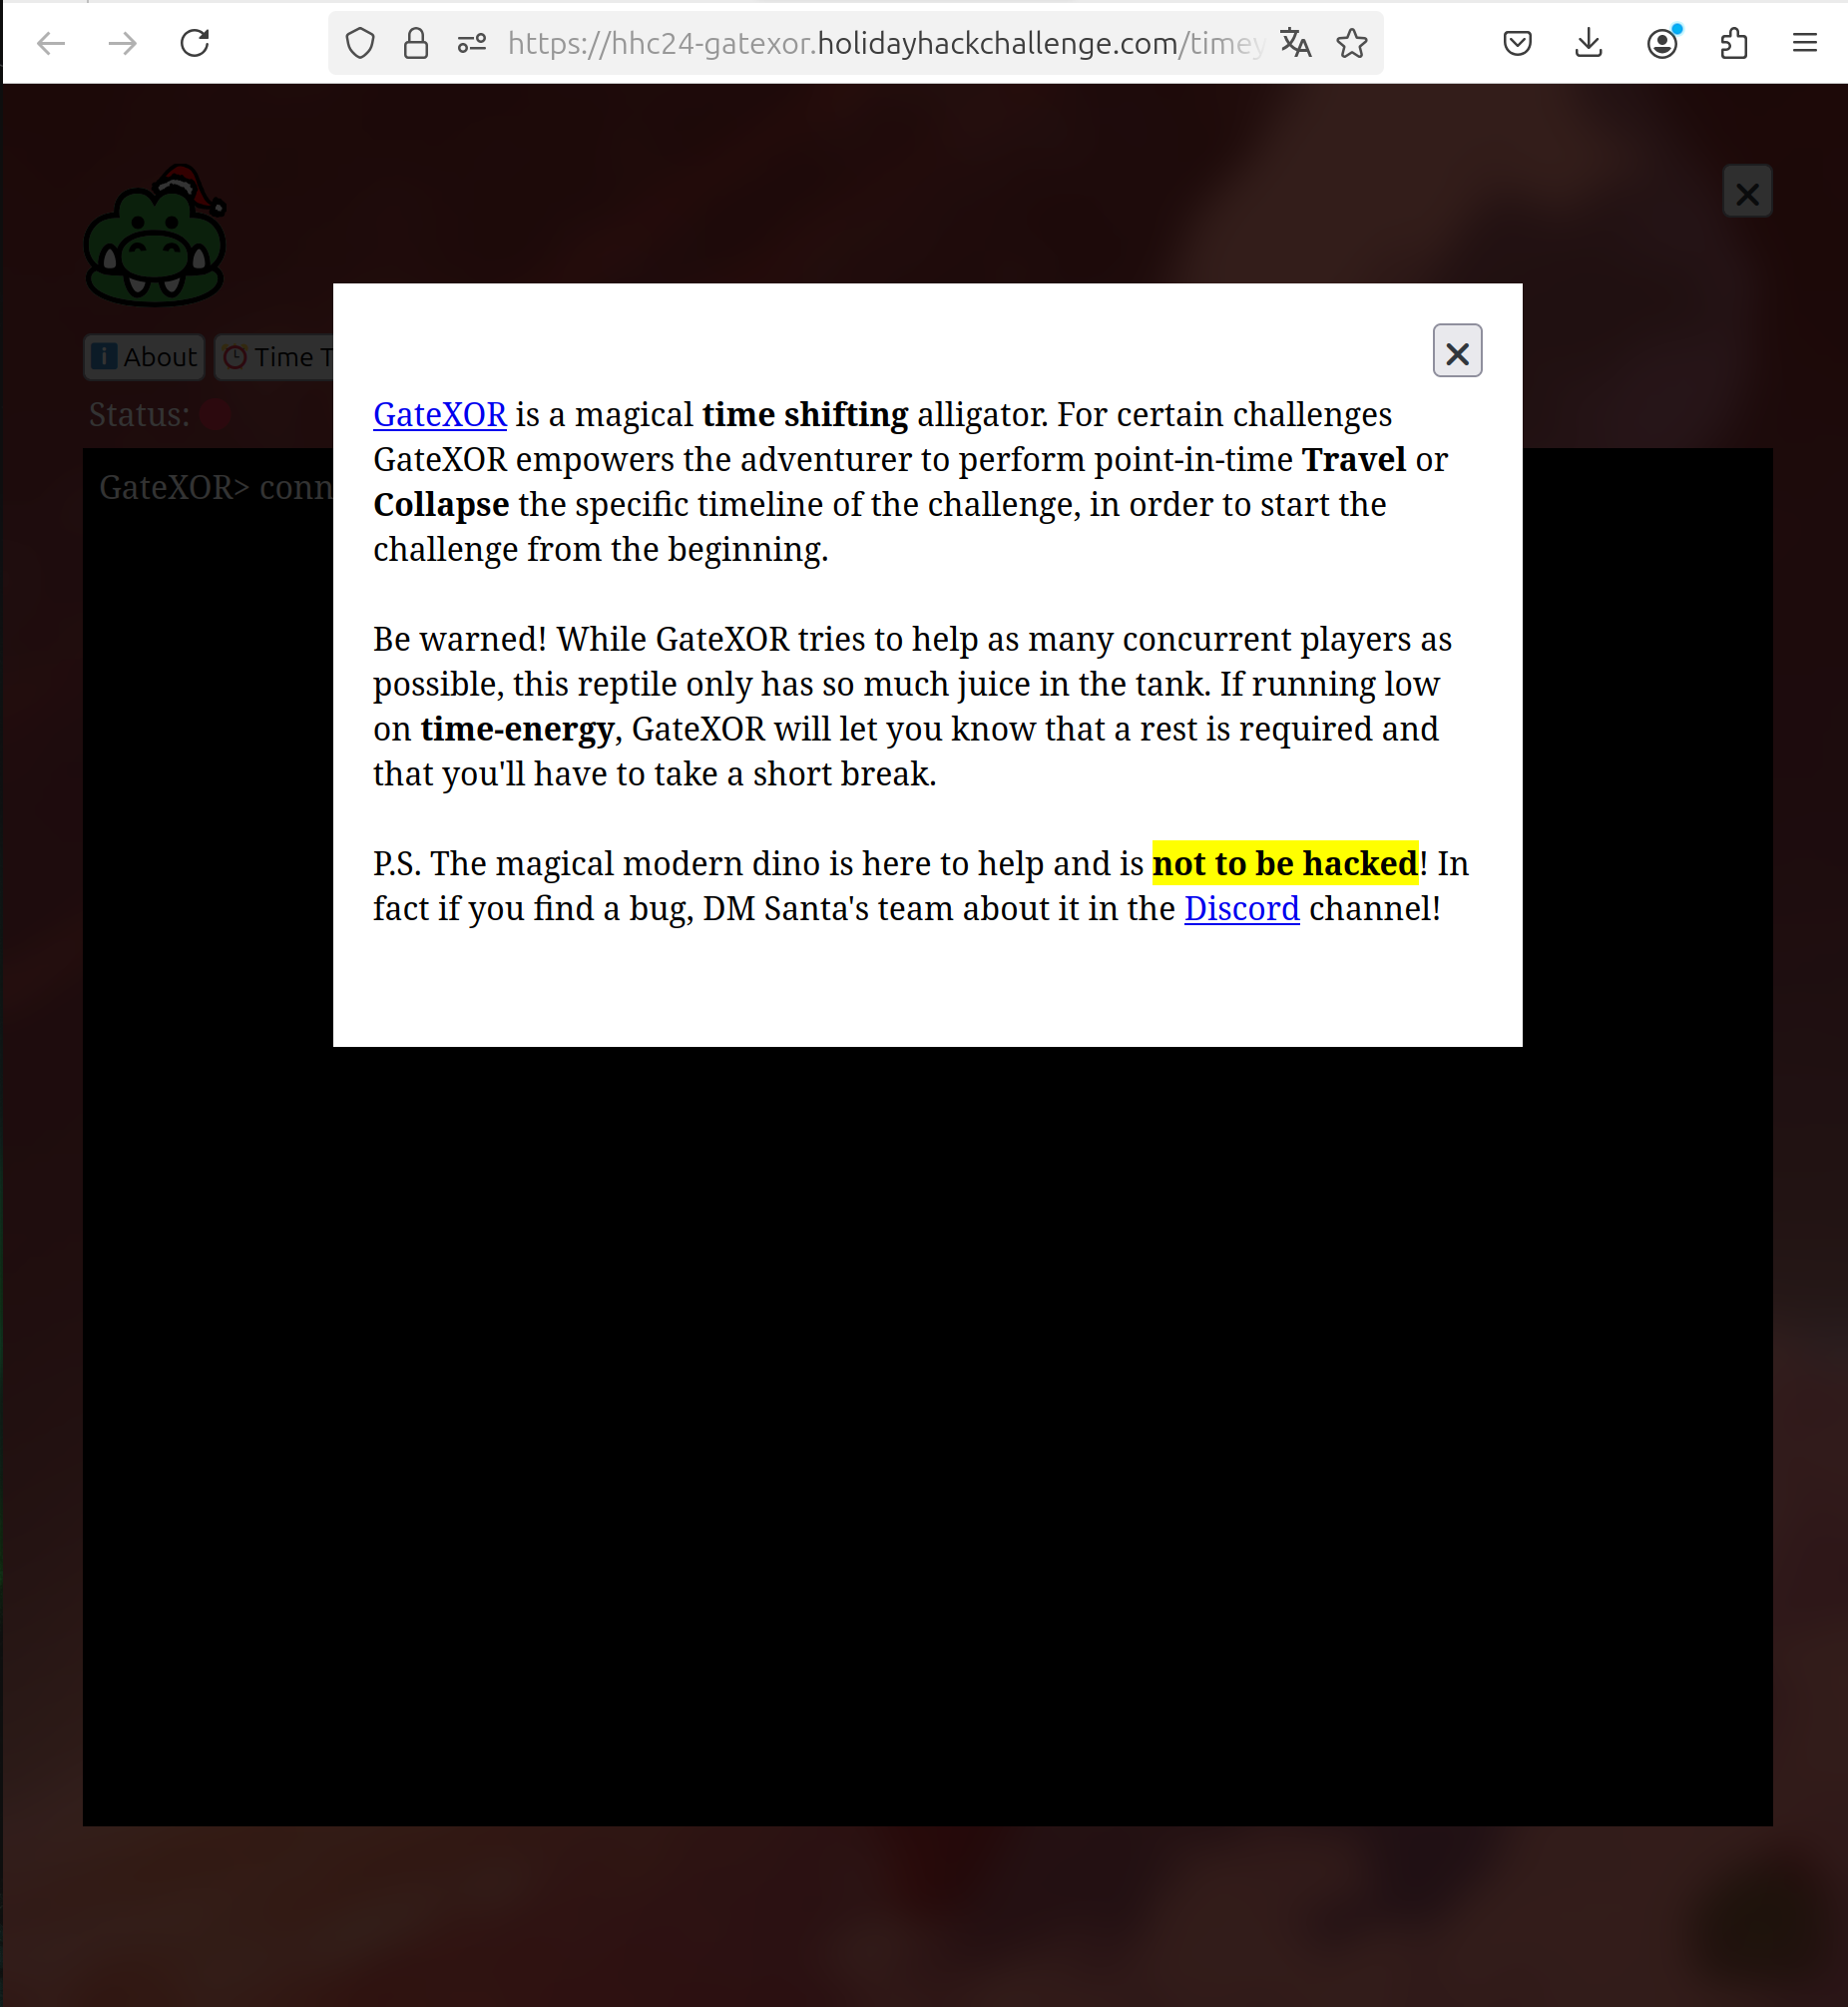 https://hhc24-gatexor.holidayhackchallenge.com/timey
About
Time T
Status:
GateXOR> conn
GateXOR is a magical time shifting alligator. For certain challenges
GateXOR empowers the adventurer to perform point-in-time Travel or
Collapse the specific timeline of the challenge, in order to start the
challenge from the beginning.
Be warned! While GateXOR tries to help as many concurrent players as
possible, this reptile only has so much juice in the tank. If running low
on time-energy, GateXOR will let you know that a rest is required and
that you'll have to take a short break.
P.S. The magical modern dino is here to help and is not to be hacked! In
fact if you find a bug, DM Santa's team about it in the Discord channel!